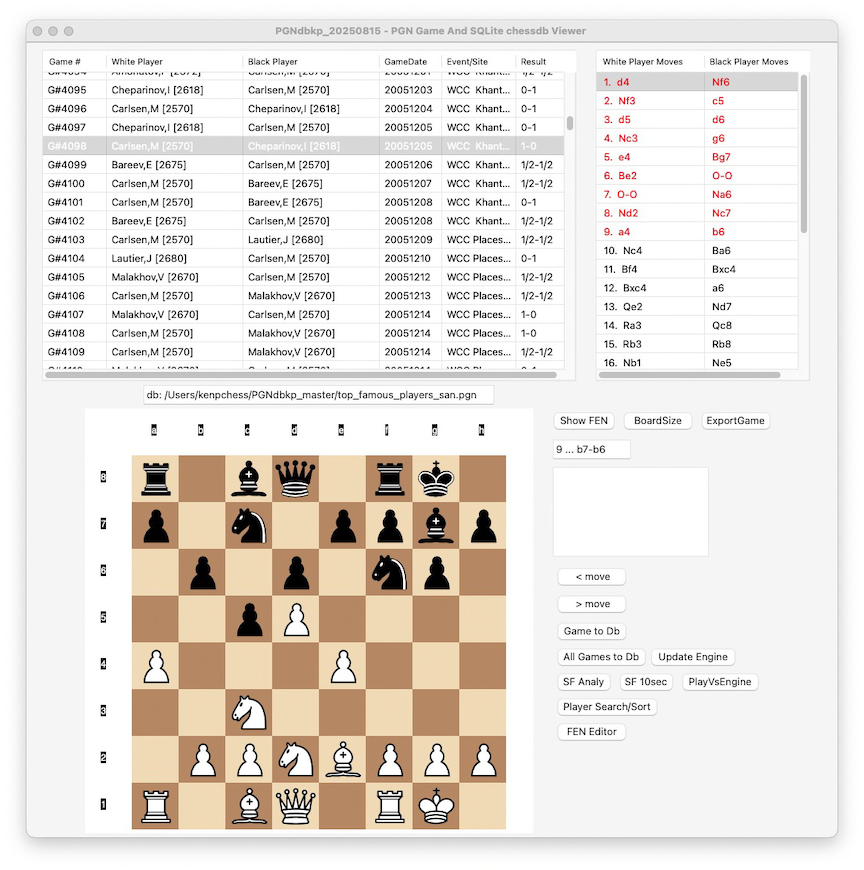 PGNdbkp_20250815 - PGN Game And SQLite chessdb Viewer
Game # White Player Black Player GameDate Event/Site Result
G#4095 Cheparinov,I [2618] Carlsen,M [2570] 20051203 WCC Khant... 0-1
G#4096 Carlsen,M [2570] Cheparinov,I [2618] 20051204 WCC Khant... 0-1
G#4097 Cheparinov,I [2618] Carlsen,M [2570] 20051205 WCC Khant... 0-1
G#4098 Carlsen,M [2570] Cheparinov,I [2618] 20051205 WCC Khant... 1-0
G#4099 Bareev,E [2675] Carlsen,M [2570] 20051206 WCC Khant... 1/2-1/2
G#4100 Carlsen,M [2570] Bareev,E [2675] 20051207 WCC Khant... 1/2-1/2
G#4101 Carlsen,M [2570] Bareev,E [2675] 20051208 WCC Khant... 0-1
G#4102 Bareev,E [2675] Carlsen,M [2570] 20051208 WCC Khant... 1/2-1/2
G#4103 Carlsen,M [2570] Lautier,J [2680] 20051209 WCC Places... 1/2-1/2
G#4104 Lautier,J [2680] Carlsen,M [2570] 20051210 WCC Places... 0-1
G#4105 Malakhov,V [2670] Carlsen,M [2570] 20051212 WCC Places... 1/2-1/2
G#4106 Carlsen,M [2570] Malakhov,V [2670] 20051213 WCC Places... 1/2-1/2
G#4107 Malakhov,V [2670] Carlsen,M [2570] 20051214 WCC Places... 1-0
G#4108 Carlsen,M [2570] Malakhov,V [2670] 20051214 WCC Places... 1-0
G#4109 Carlsen,M [2570] Malakhov,V [2670] 20051214 WCC Places... 1/2-1/2
White Player Moves Black Player Moves
1. d4 Nf6
2. Nf3 c5
3. d5 d6
4. Nc3 g6
5. e4 Bg7
6. Be2 O-O
7. O-O Na6
8. Nd2 Nc7
9. a4 b6
10. Nc4 Ba6
11. Bf4 Bxc4
12. Bxc4 a6
13. Qe2 Nd7
14. Ra3 Qc8
15. Rb3 Rb8
16. Nb1 Ne5
db: /Users/kenpchess/PGNdbkp_master/top_famous_players_san.pgn
a b c d e f g h
8
7
6
5
4
3
2
1
Show FEN BoardSize ExportGame
9 ... b7-b6
< move
> move
Game to Db
All Games to Db Update Engine
SF Analy SF 10sec PlayVsEngine
Player Search/Sort
FEN Editor